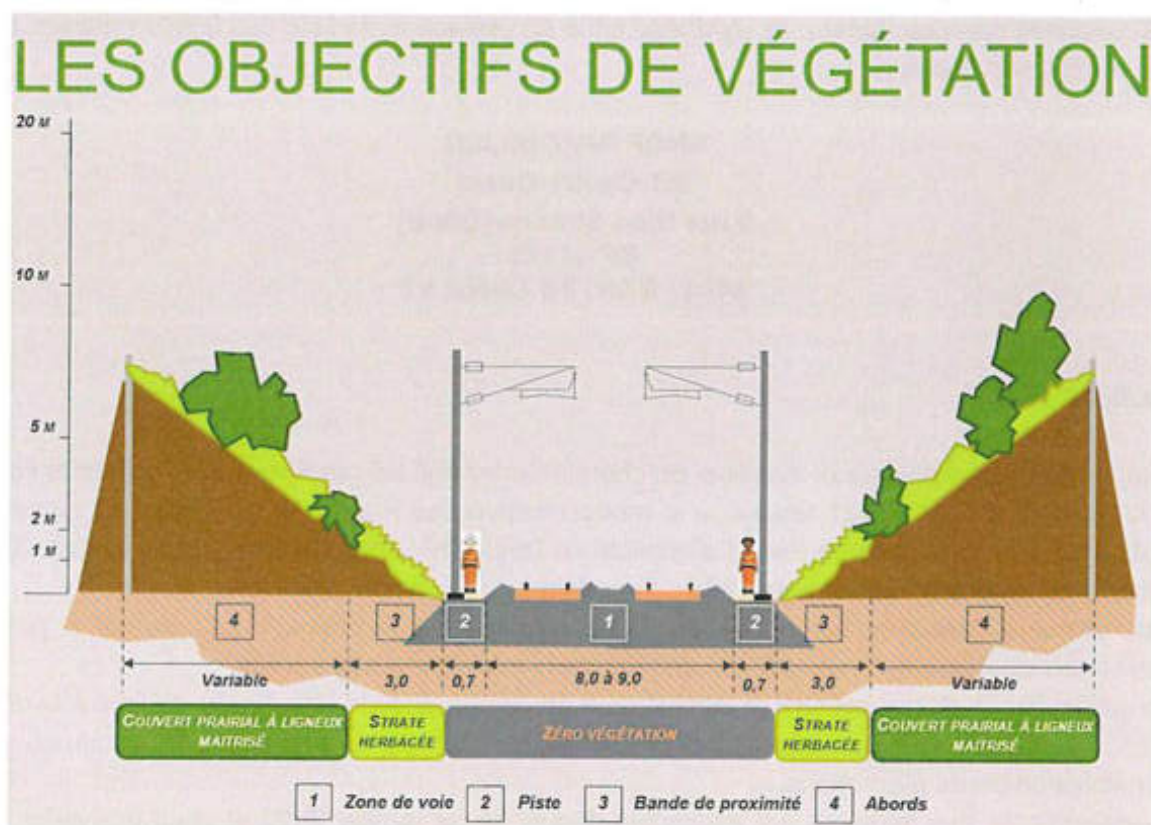 LES OBJECTIFS DE VÉGÉTATION
20 M
10 M
5 M
2 M
1 M
4 3 2 1 2 3 4
Variable 3,0 0,7 8,0 à 9,0 0,7 3,0 Variable
COUVERT PRAIRIAL À LIGNEUX
MAITRISÉ
STRATE
HERBACÉE
ZÉRO VÉGÉTATION
STRATE
HERBACÉE
COUVERT PRAIRIAL À LIGNEUX
MAITRISÉ
1 Zone de voie 2 Piste 3 Bande de proximité 4 Abords